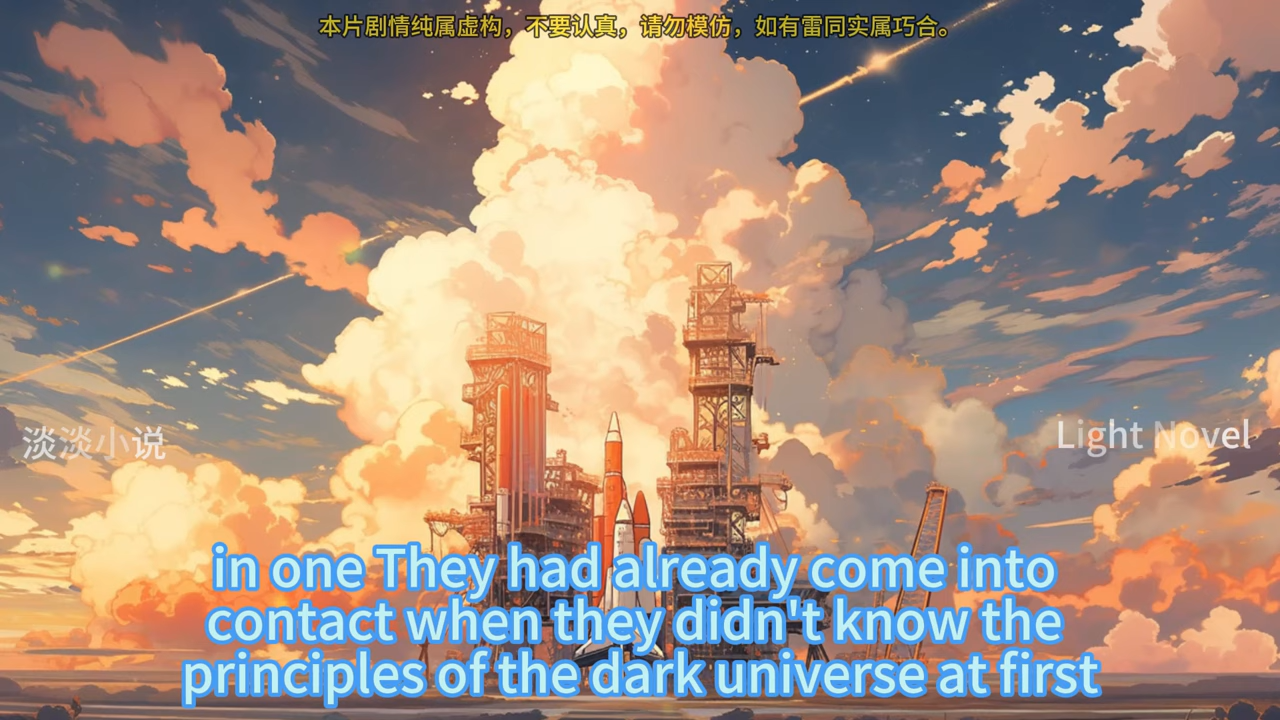 本片剧情纯属虚构，不要认真，请勿模仿，如有雷同实属巧合。
淡淡小说
Light Novel
in one They had already come into
contact when they didn't know the
principles of the dark universe at first